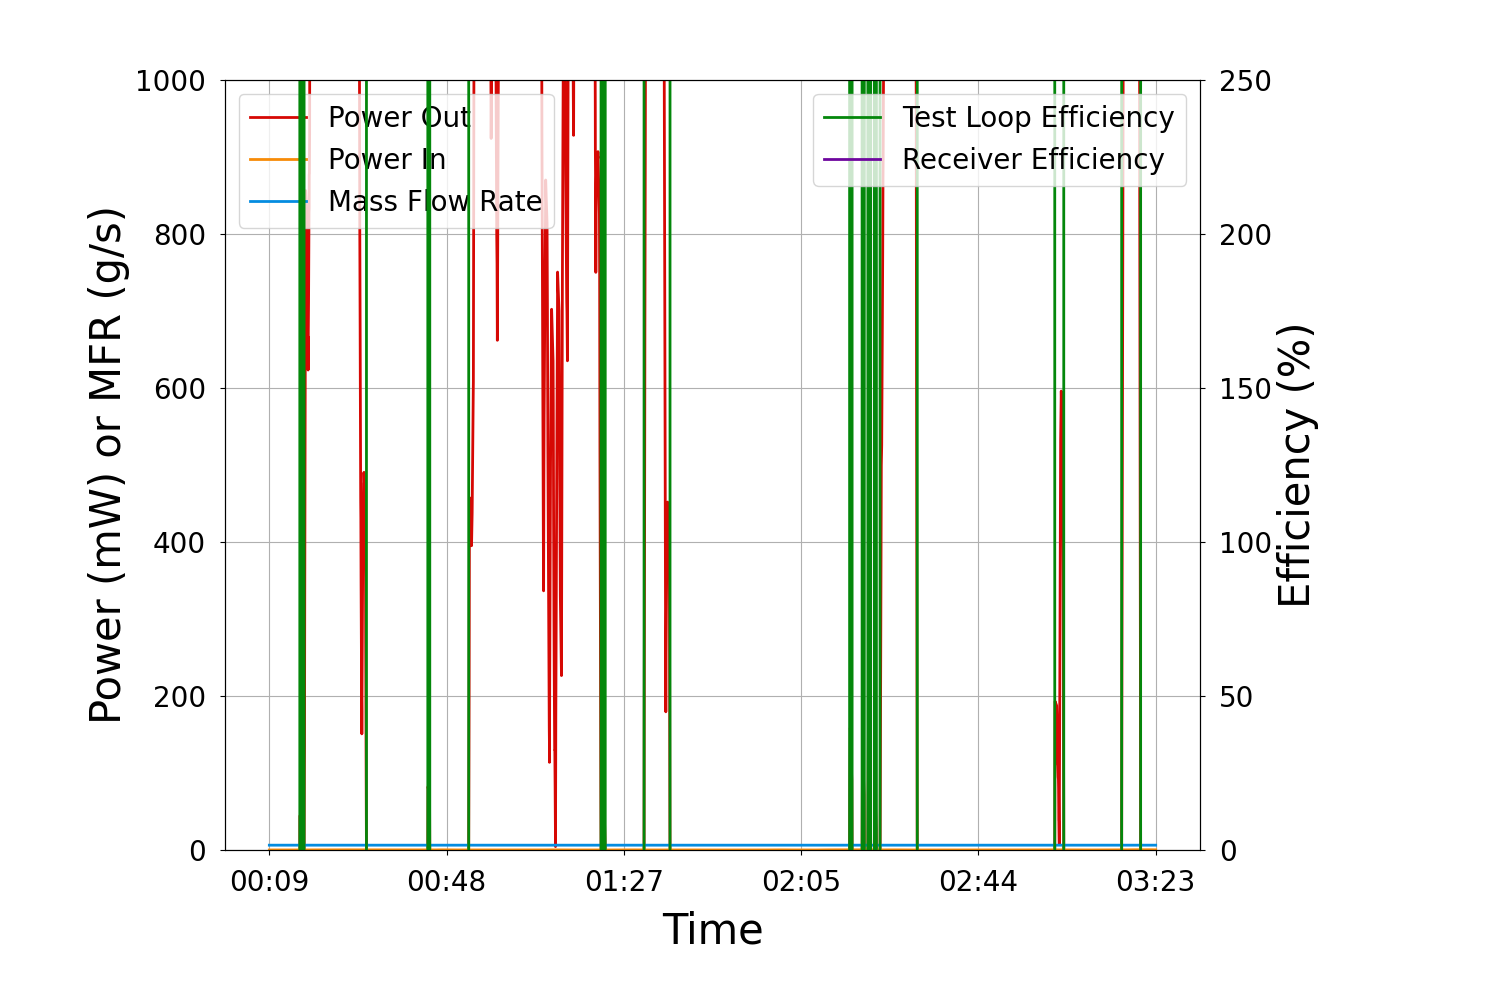 1000
800
600
400
200
0
Power (mW) or MFR (g/s)
Power Out
Power In
Mass Flow Rate
Test Loop Efficiency
Receiver Efficiency
250
200
150
100
50
0
Efficiency (%)
00:09 00:48 01:27 02:05 02:44 03:23
Time